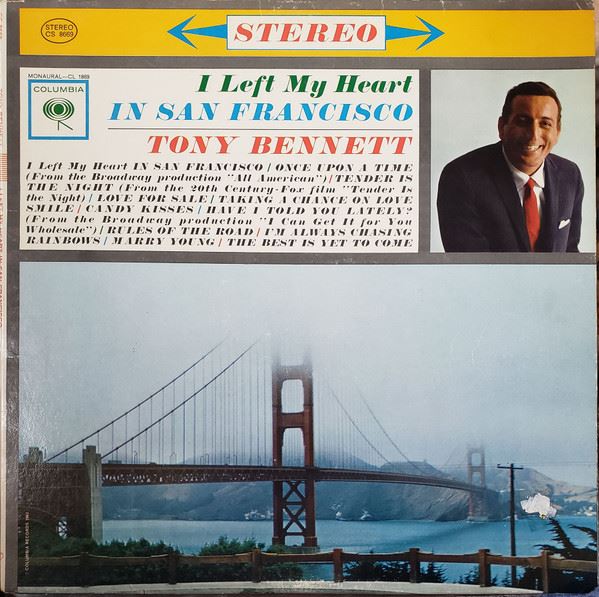 STEREO
CS 8669
STEREO
MONAURAL—CL 1869
COLUMBIA
I Left My Heart
IN SAN FRANCISCO
TONY BENNETT
I Left My Heart IN SAN FRANCISCO / ONCE UPON A TIME
(From the Broadway production "All American") / TENDER IS
THE NIGHT (From the 20th Century-Fox film "Tender Is
the Night) / LOVE FOR SALE / TAKING A CHANCE ON LOVE
SMILE / CANDY KISSES / HAVE I TOLD YOU LATELY?
(From the Broadway production "I Can Get It for You
Wholesale") / RULES OF THE ROAD / I'M ALWAYS CHASING
RAINBOWS / MARRY YOUNG / THE BEST IS YET TO COME
COLUMBIA RECORDS 1962